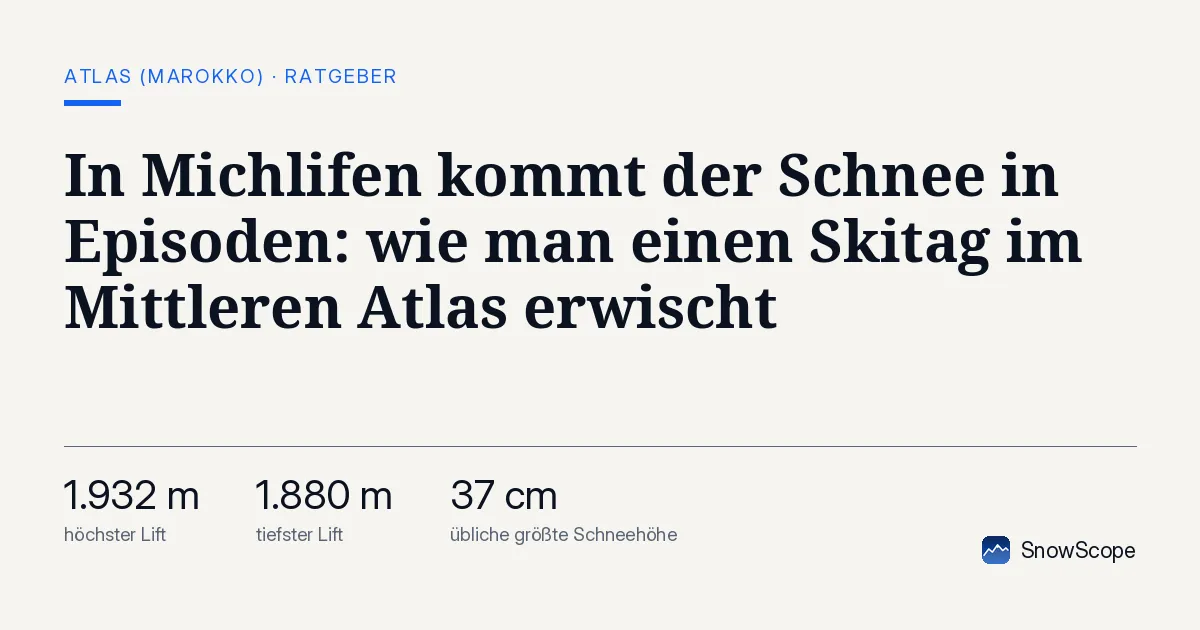 ATLAS (MAROKKO) · RATGEBER
In Michlifen kommt der Schnee in
Episoden: wie man einen Skitag im
Mittleren Atlas erwischt
1.932 m
höchster Lift
1.880 m
tiefster Lift
37 cm
übliche größte Schneehöhe
SnowScope